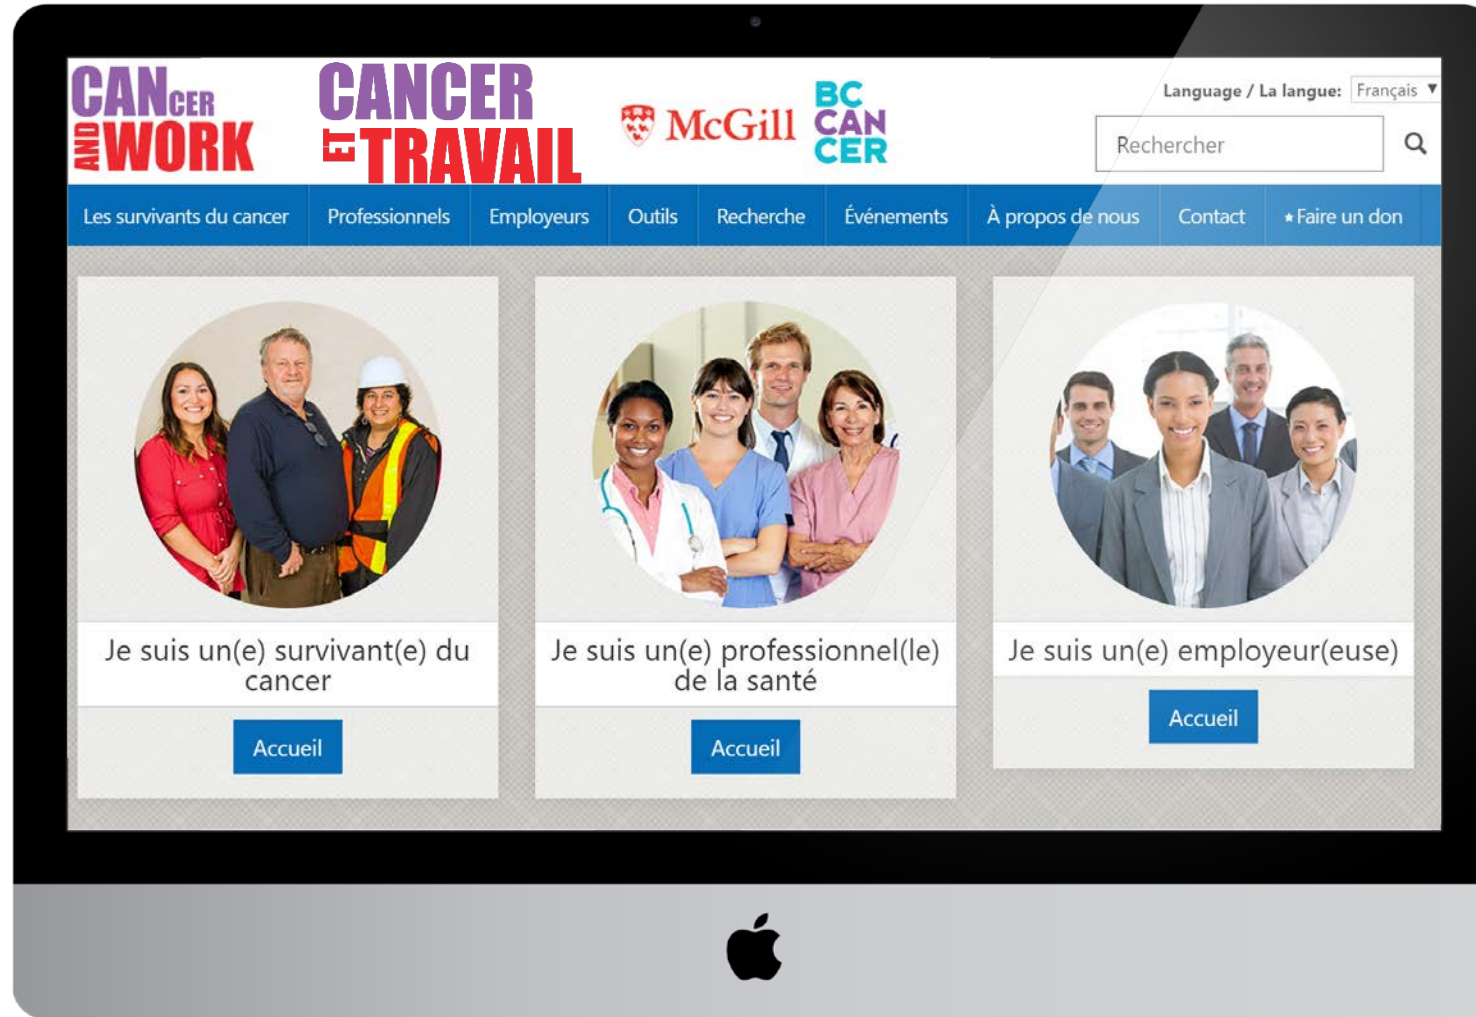 CANCER
AND WORK
CANCER
ET TRAVAIL
McGill
BC
CAN
CER
Language / La langue: Français ▼
Rechercher
Les survivants du cancer Professionnels Employeurs Outils Recherche Événements À propos de nous Contact ★Faire un don
Je suis un(e) survivant(e) du
cancer
Accueil
Je suis un(e) professionnel(le)
de la santé
Accueil
Je suis un(e) employeur(euse)
Accueil